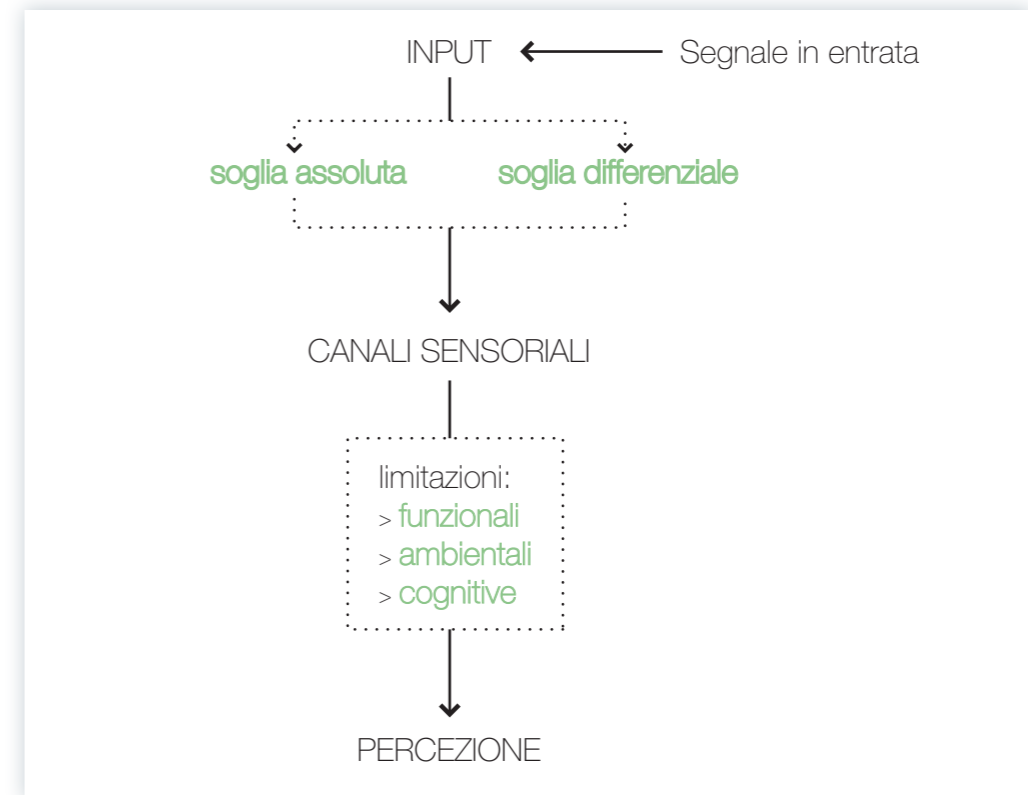 INPUT Segnale in entrata
soglia assoluta soglia differenziale
CANALI SENSORIALI
limitazioni:
> funzionali
> ambientali
> cognitive
PERCEZIONE